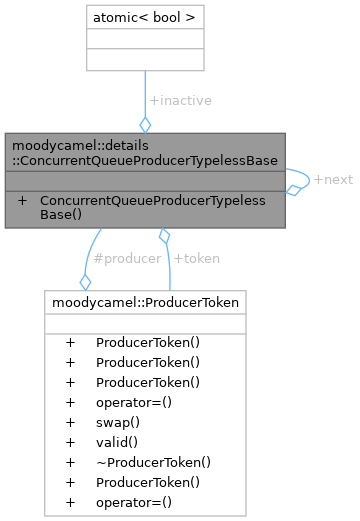 atomic< bool >
+inactive
moodycamel::details
::ConcurrentQueueProducerTypelessBase
+ ConcurrentQueueProducerTypeless
Base()
+next
#producer
+token
moodycamel::ProducerToken
+ ProducerToken()
+ ProducerToken()
+ ProducerToken()
+ operator=()
+ swap()
+ valid()
+ ~ProducerToken()
+ ProducerToken()
+ operator=()